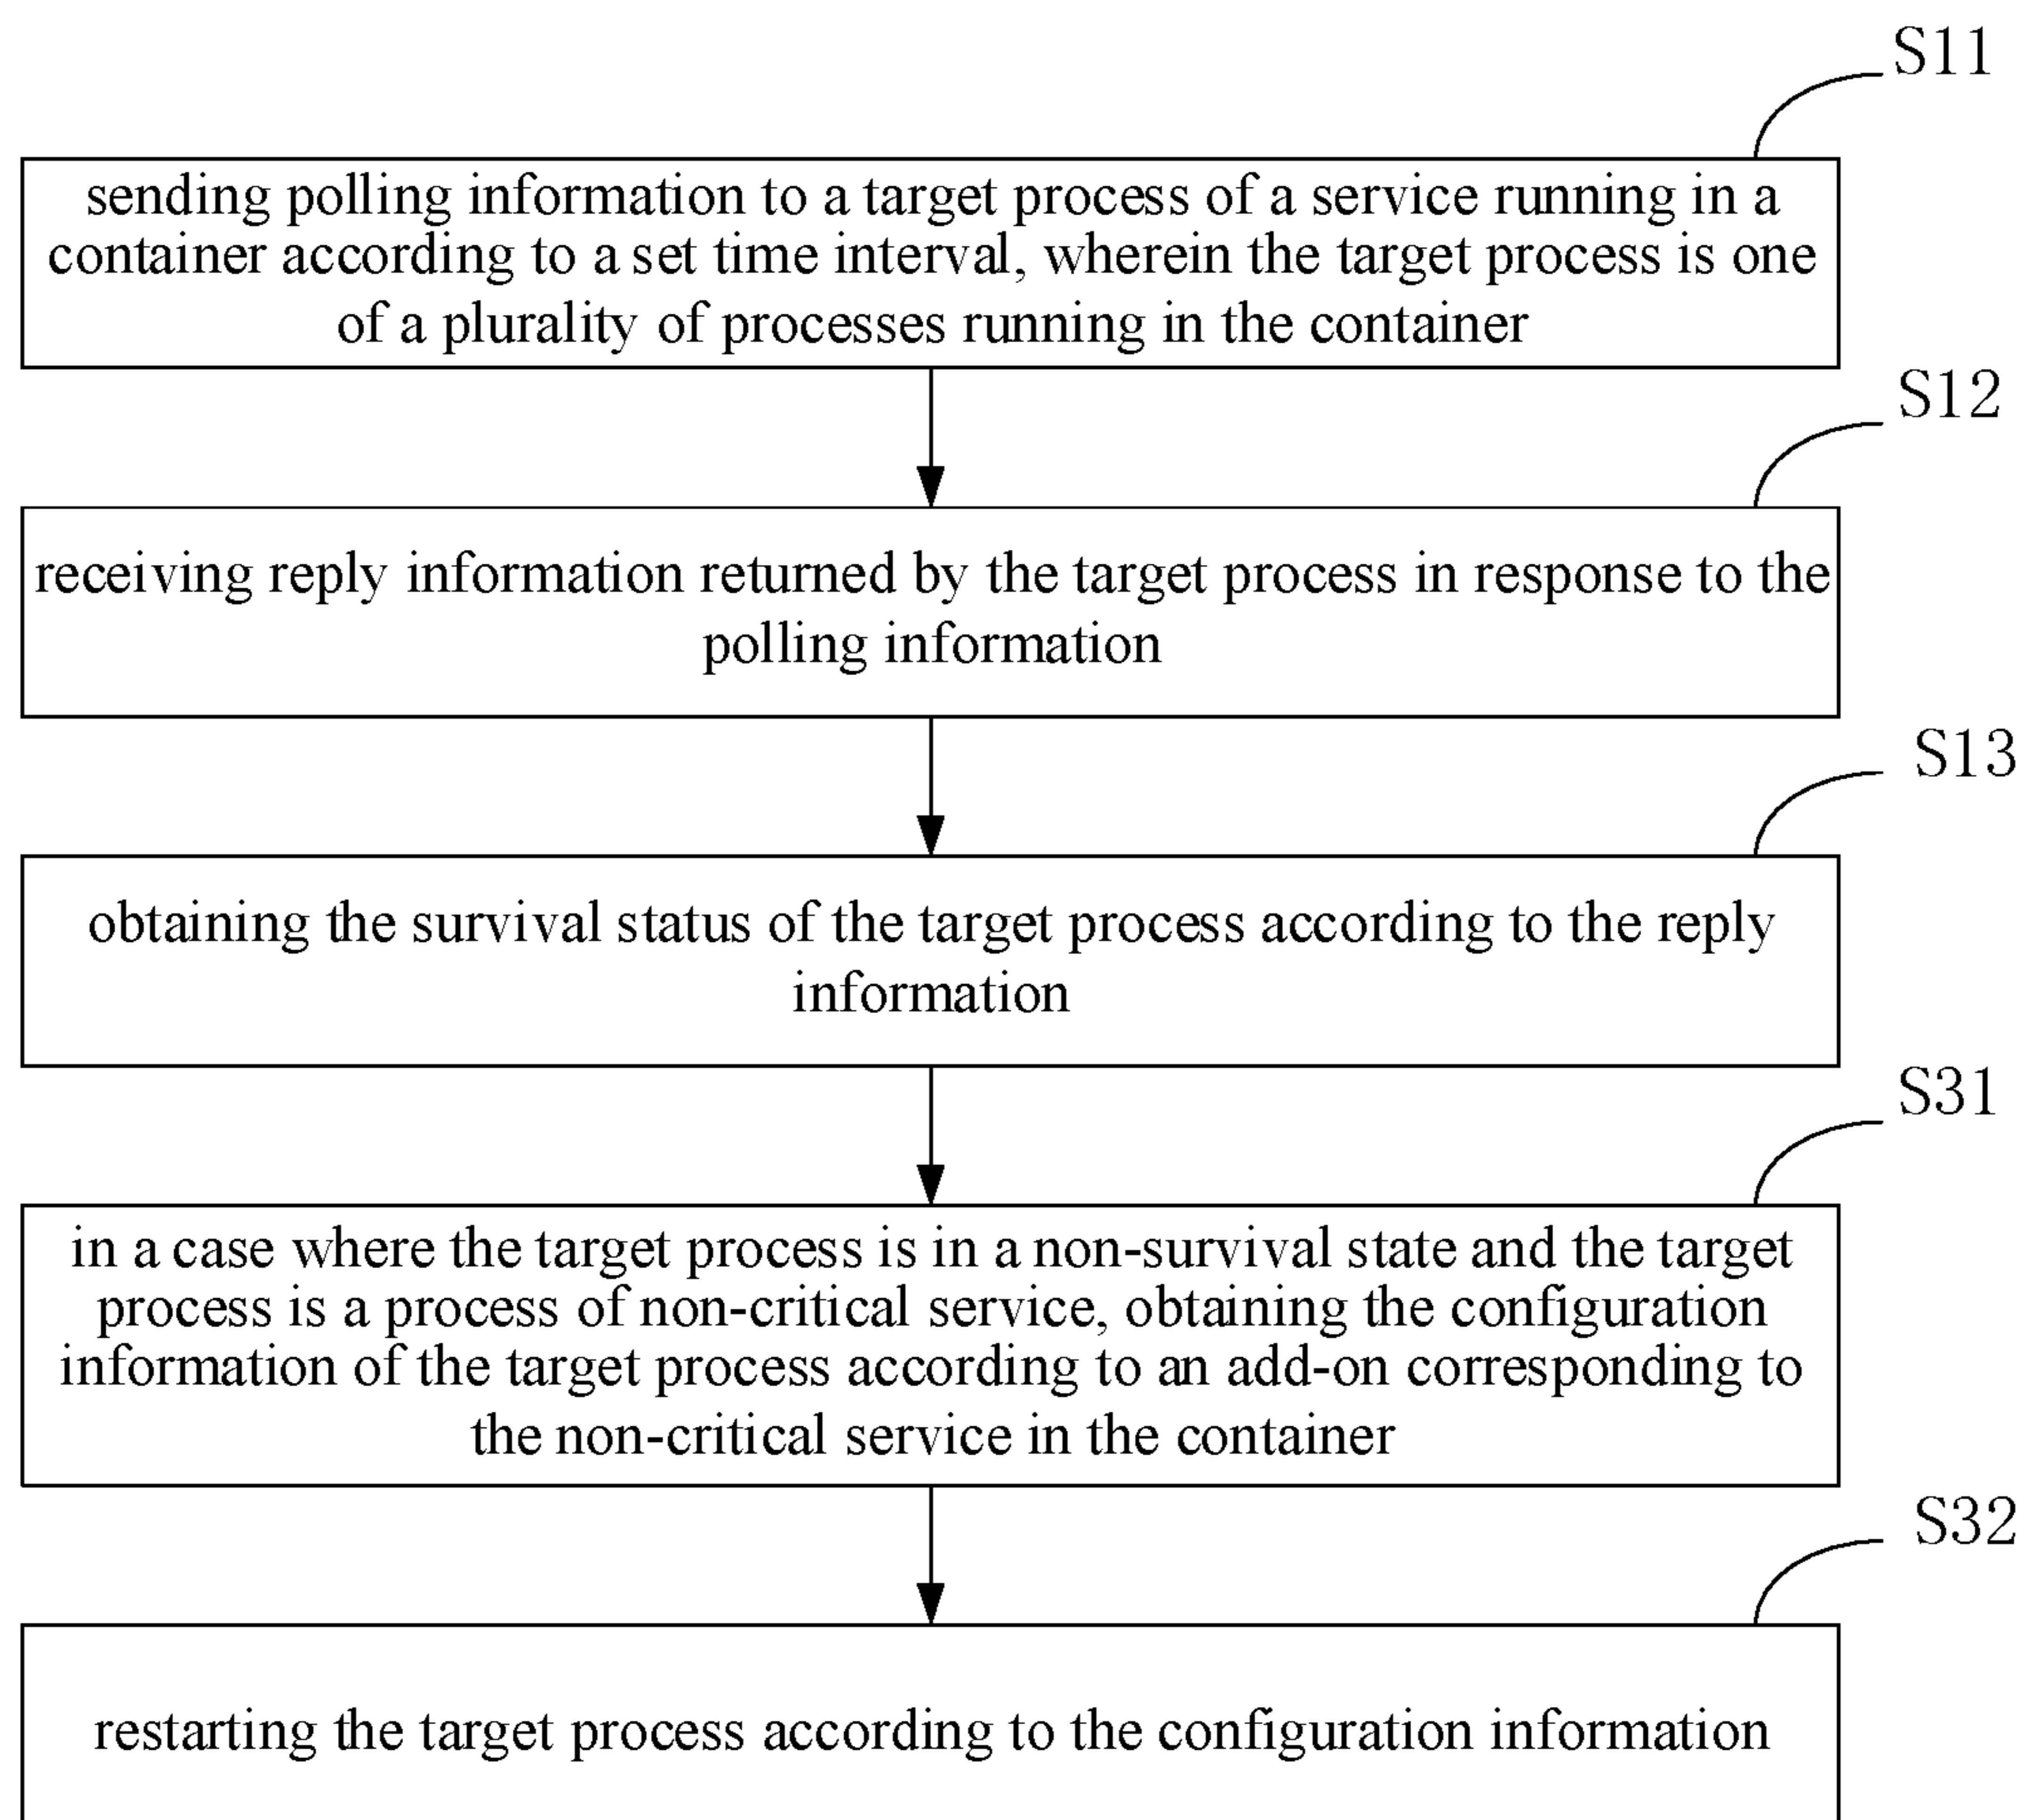 S11
sending polling information to a target process of a service running in a
container according to a set time interval, wherein the target process is one
of a plurality of processes running in the container
S12
receiving reply information returned by the target process in response to the
polling information
S13
obtaining the survival status of the target process according to the reply
information
S31
in a case where the target process is in a non-survival state and the target
process is a process of non-critical service, obtaining the configuration
information of the target process according to an add-on corresponding to
the non-critical service in the container
S32
restarting the target process according to the configuration information